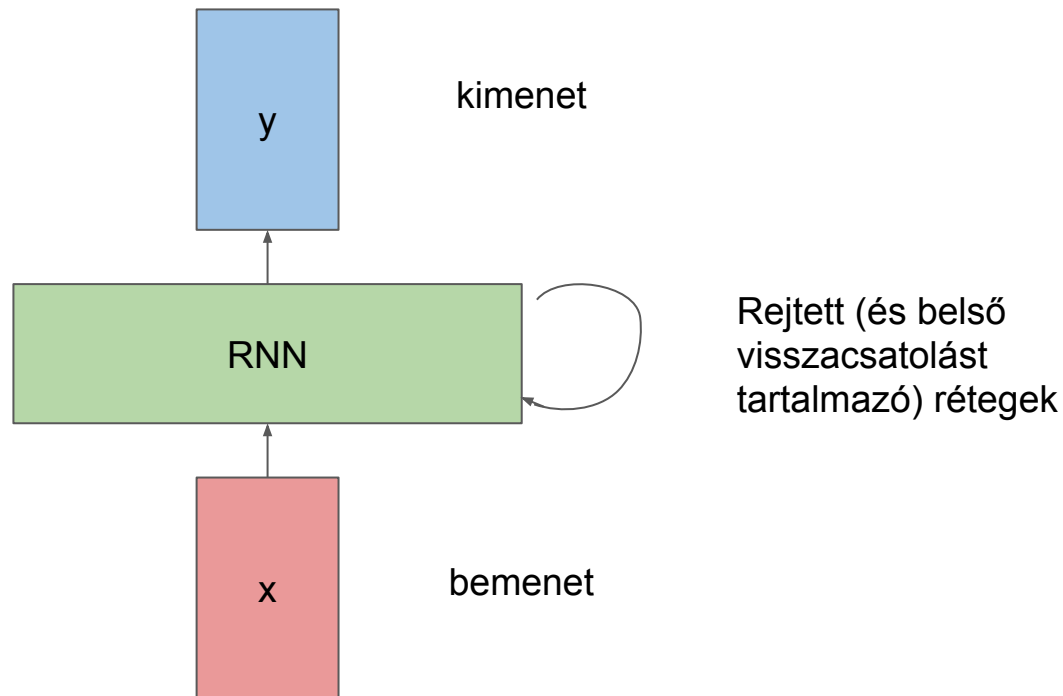 y
kimenet
RNN
Rejtett (és belső
visszacsatolást
tartalmazó) rétegek
x
bemenet